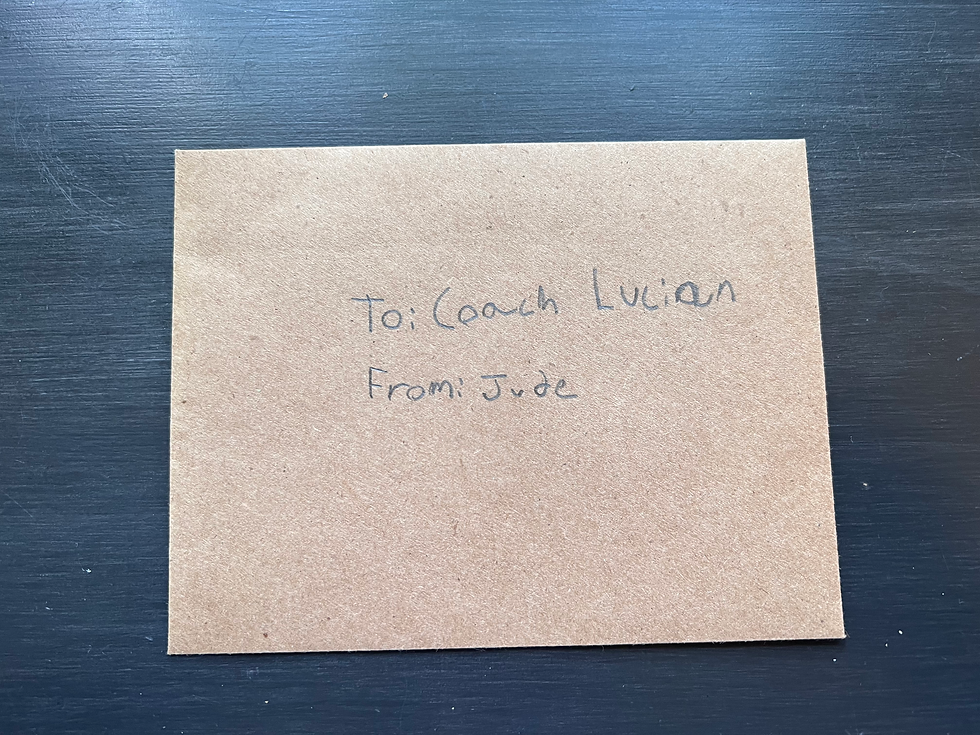 To: Coach Lucian
From: Jude